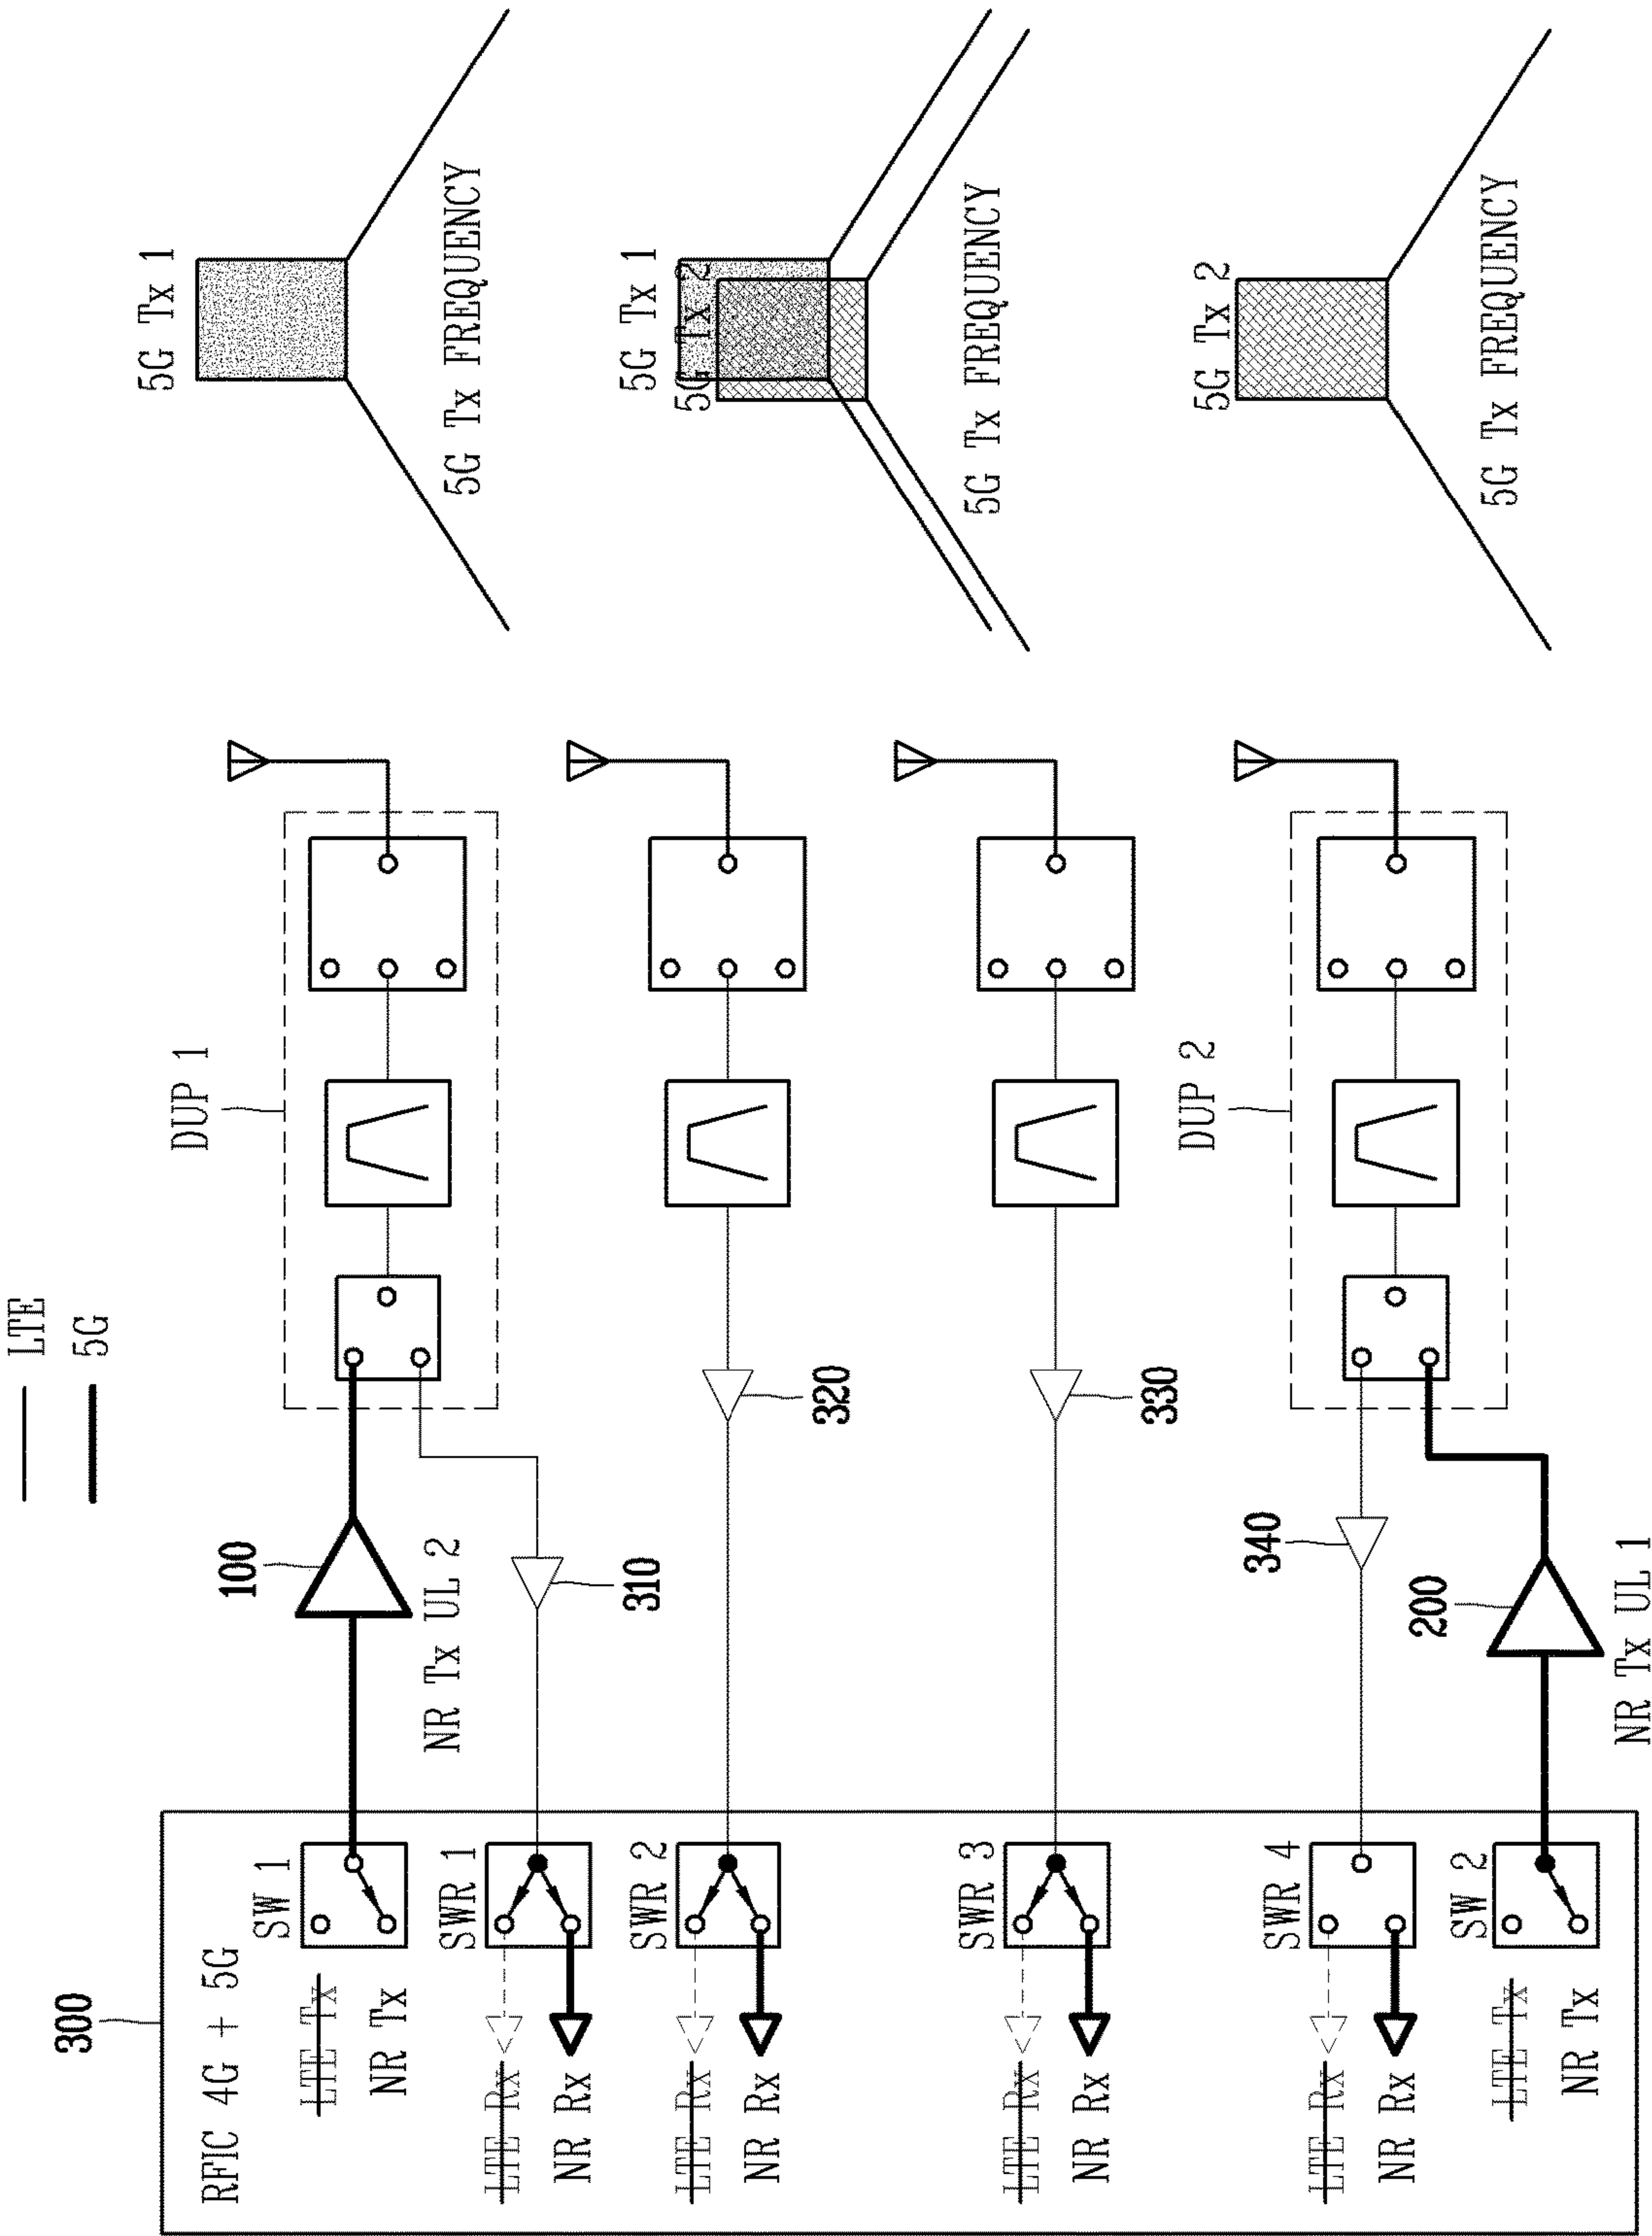 LTE
5G
300
RFIC 4G + 5G
SW 1
LTE Tx
NR Tx
SWR 1
LTE Rx
NR Rx
SWR 2
LTE Rx
NR Rx
SWR 3
LTE Rx
NR Rx
SWR 4
LTE Rx
NR Rx
SW 2
LTE Tx
NR Tx
100
NR Tx UL 2
310
320
330
340
200
NR Tx UL 1
DUP 1
DUP 2
5G Tx 1
5G Tx FREQUENCY
5G Tx 1
5G Tx 2
5G Tx FREQUENCY
5G Tx 2
5G Tx FREQUENCY